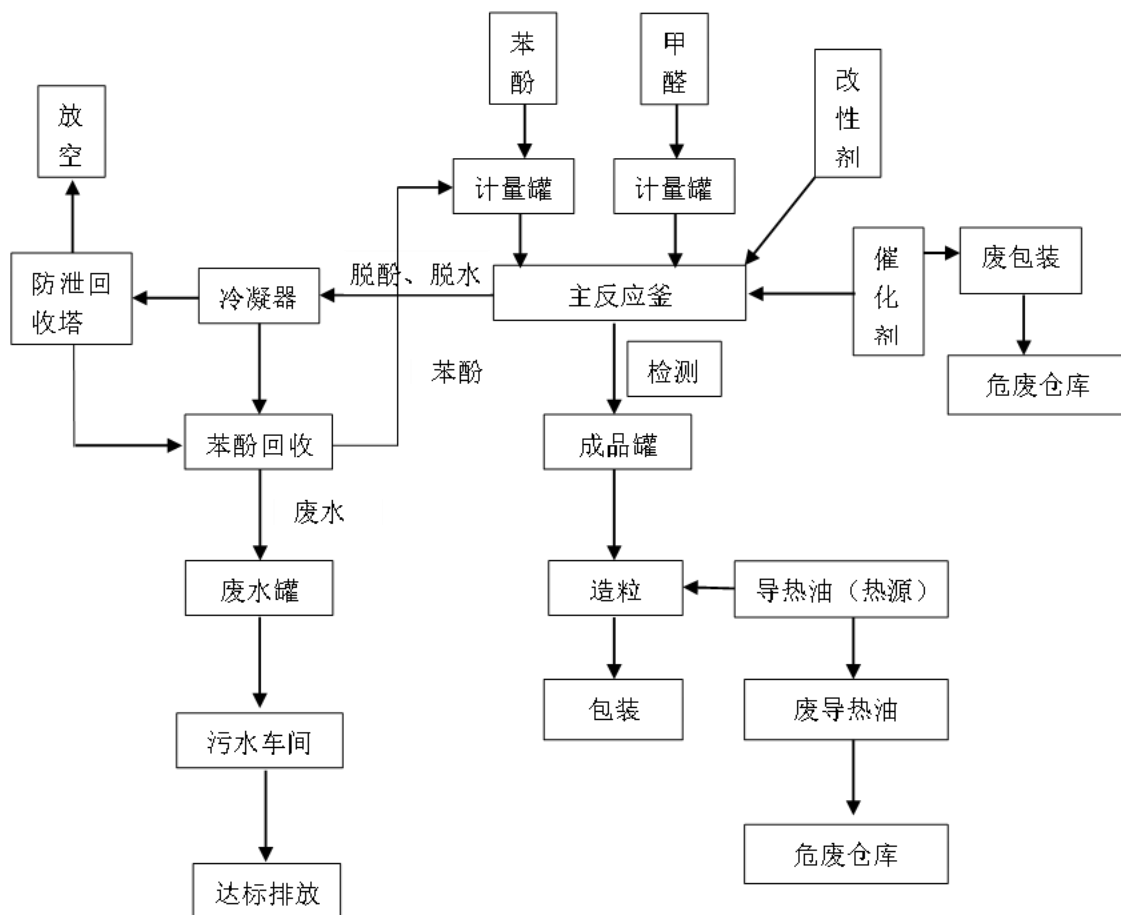 苯
酚
甲
醛
改
性
剂
放
空
计量罐
计量罐
催
化
剂
废包装
防泄回
收塔
冷凝器
脱酚、脱水
主反应釜
苯酚
检测
危废仓库
苯酚回收
成品罐
废水
废水罐
造粒
导热油（热源）
包装
废导热油
污水车间
危废仓库
达标排放